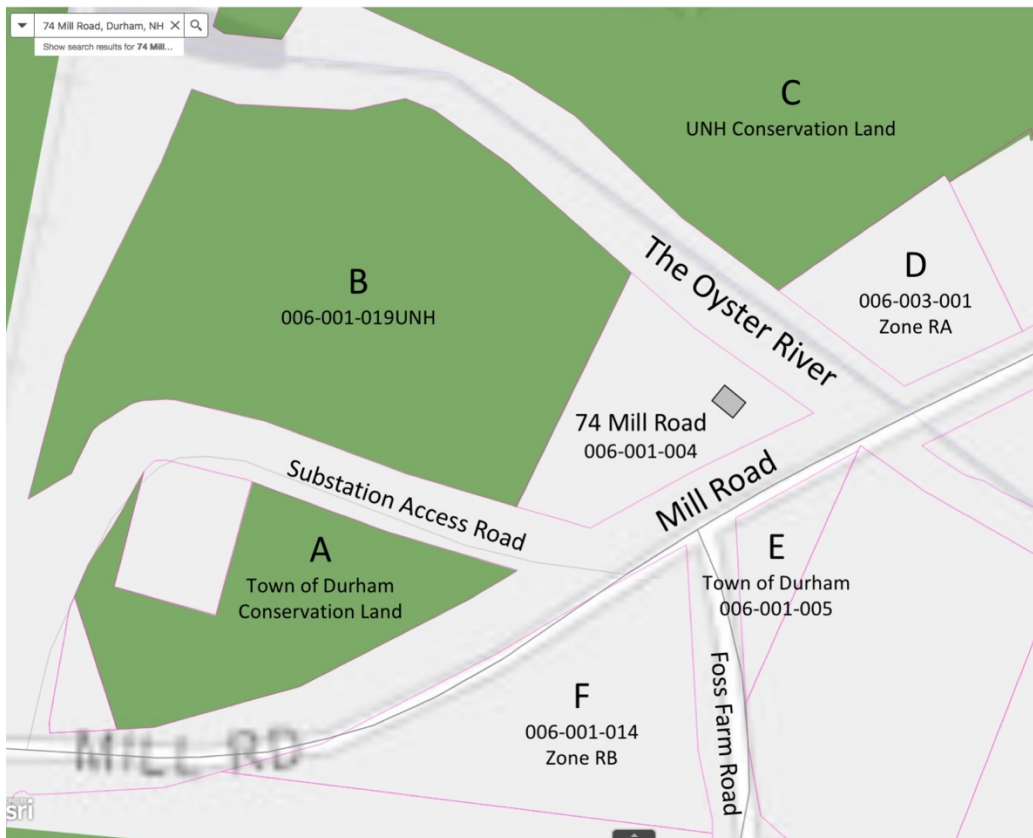 74 Mill Road, Durham, NH
Show search results for 74 Mill...
C
UNH Conservation Land
The Oyster River
D
006-003-001
Zone RA
B
006-001-019UNH
74 Mill Road
006-001-004
Substation Access Road
Mill Road
A
Town of Durham
Conservation Land
E
Town of Durham
006-001-005
Foss Farm Road
F
006-001-014
Zone RB
MILL RD
sri